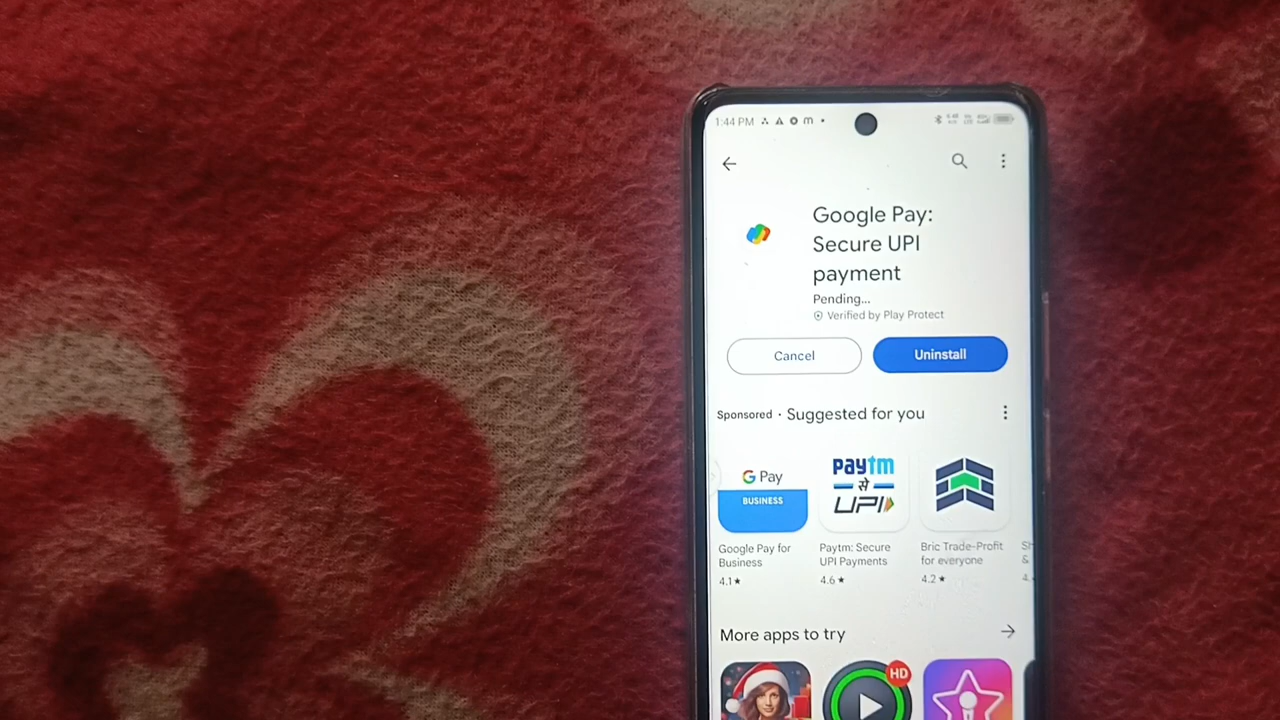 1:44 PM
Google Pay:
Secure UPI
payment
Pending...
Verified by Play Protect
Cancel
Uninstall
Sponsored · Suggested for you
G Pay
BUSINESS
paytm
से
UPI
Google Pay for
Business
4.1★
Paytm: Secure
UPI Payments
4.6★
Bric Trade-Profit
for everyone
4.2★
More apps to try
HD